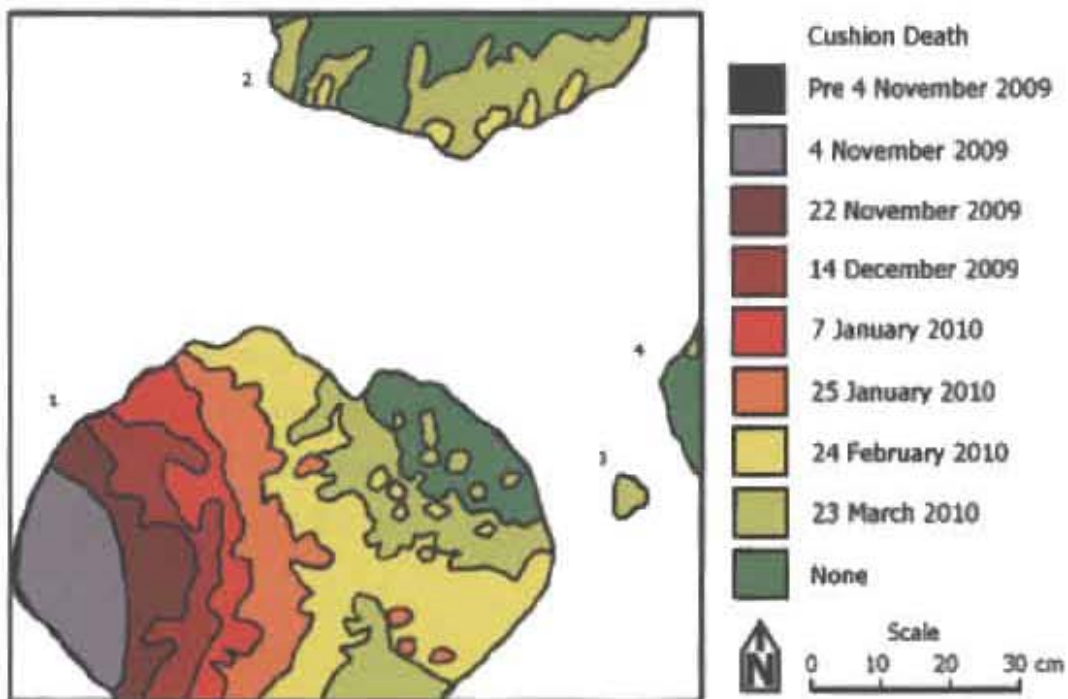 Cushion Death
Pre 4 November 2009
4 November 2009
22 November 2009
14 December 2009
7 January 2010
25 January 2010
24 February 2010
23 March 2010
None
2
4
1
3
N
Scale
0 10 20 30 cm